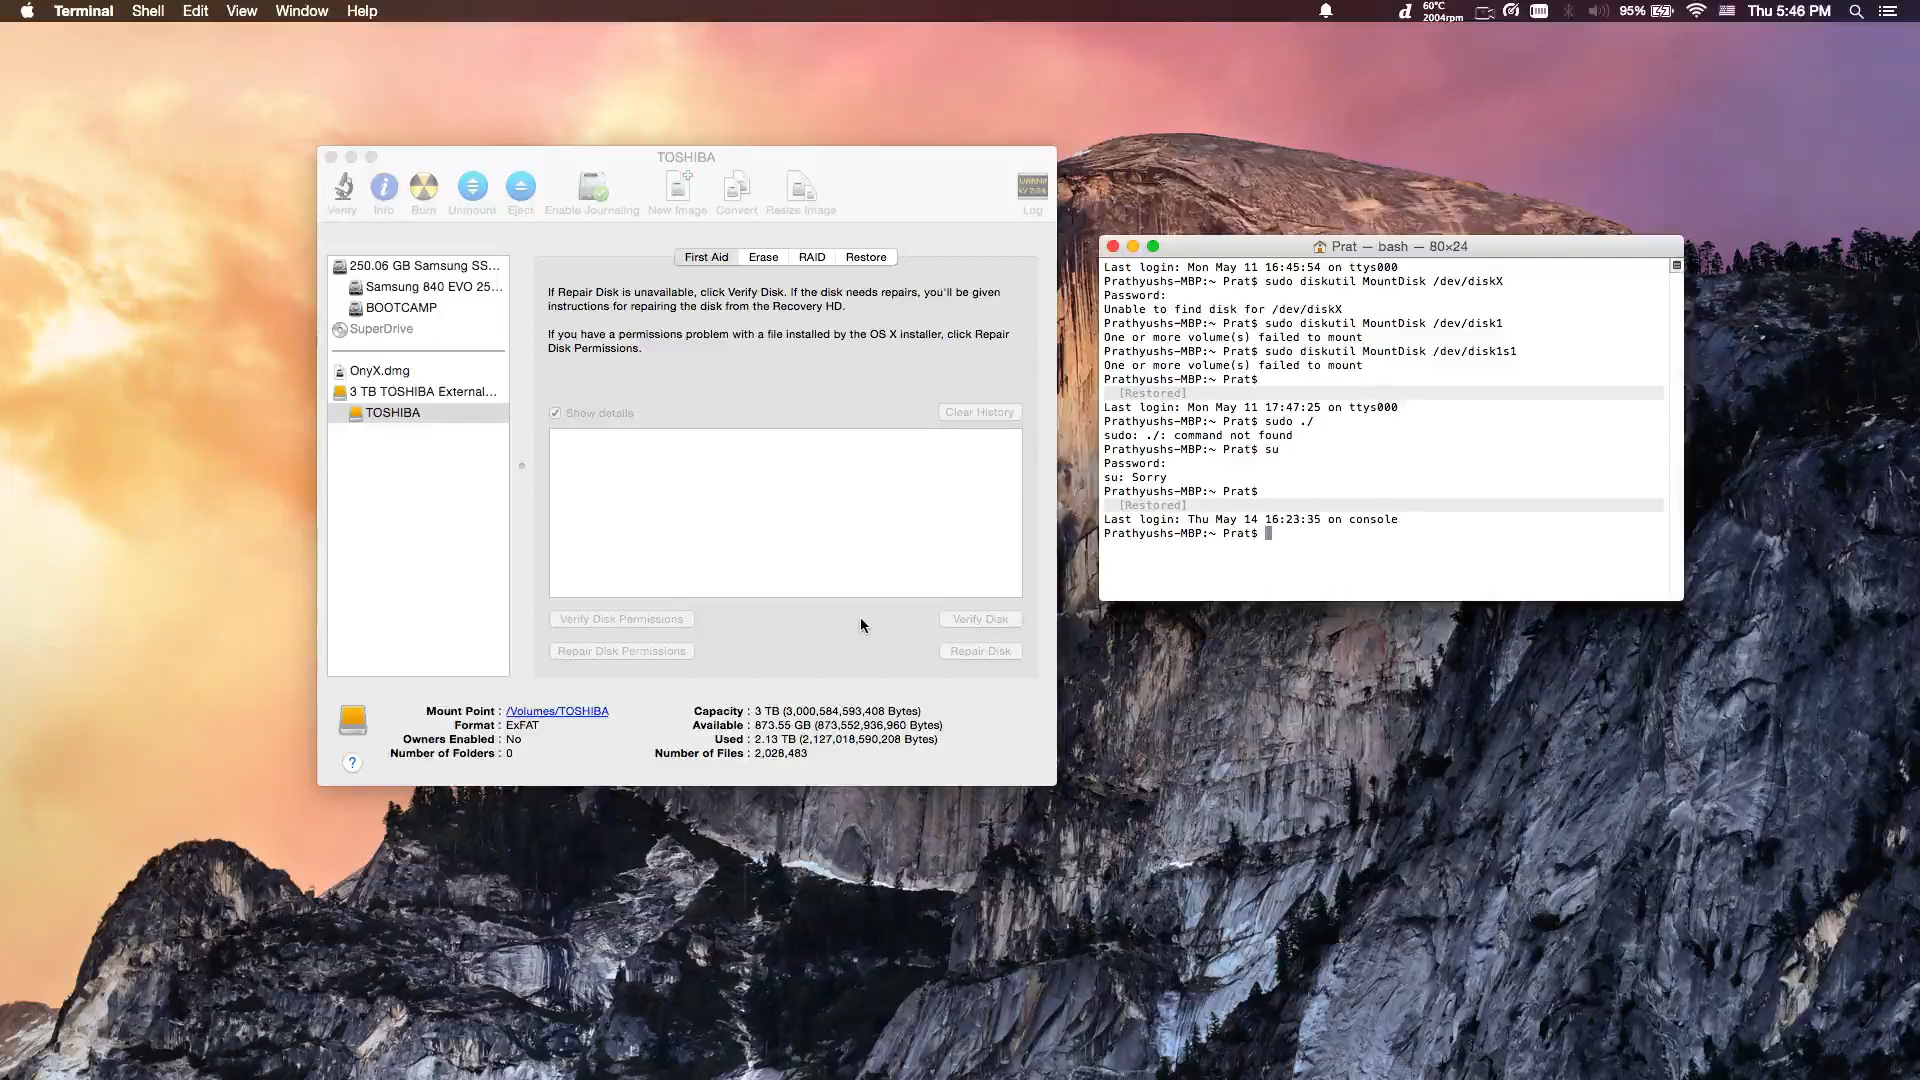 Terminal Shell Edit View Window Help
d 60°C 2004rpm 95% Thu 5:46 PM
TOSHIBA
Verify Info Burn Unmount Eject Enable Journaling New Image Convert Resize Image Log
250.06 GB Samsung SS...
Samsung 840 EVO 25...
BOOTCAMP
SuperDrive
OnyX.dmg
3 TB TOSHIBA External...
TOSHIBA
First Aid Erase RAID Restore
If Repair Disk is unavailable, click Verify Disk. If the disk needs repairs, you'll be given
instructions for repairing the disk from the Recovery HD.
If you have a permissions problem with a file installed by the OS X installer, click Repair
Disk Permissions.
Show details Clear History
Verify Disk Permissions Verify Disk
Repair Disk Permissions Repair Disk
Mount Point : /Volumes/TOSHIBA Capacity : 3 TB (3,000,584,593,408 Bytes)
Format : ExFAT Available : 873.55 GB (873,552,936,960 Bytes)
Owners Enabled : No Used : 2.13 TB (2,127,018,590,208 Bytes)
Number of Folders : 0 Number of Files : 2,028,483
?
Prat — bash — 80×24
Last login: Mon May 11 16:45:54 on ttys000
Prathyushs-MBP:~ Prat$ sudo diskutil MountDisk /dev/diskX
Password:
Unable to find disk for /dev/diskX
Prathyushs-MBP:~ Prat$ sudo diskutil MountDisk /dev/disk1
One or more volume(s) failed to mount
Prathyushs-MBP:~ Prat$ sudo diskutil MountDisk /dev/disk1s1
One or more volume(s) failed to mount
Prathyushs-MBP:~ Prat$
[Restored]
Last login: Mon May 11 17:47:25 on ttys000
Prathyushs-MBP:~ Prat$ sudo ./
sudo: ./: command not found
Prathyushs-MBP:~ Prat$ su
Password:
su: Sorry
Prathyushs-MBP:~ Prat$
[Restored]
Last login: Thu May 14 16:23:35 on console
Prathyushs-MBP:~ Prat$